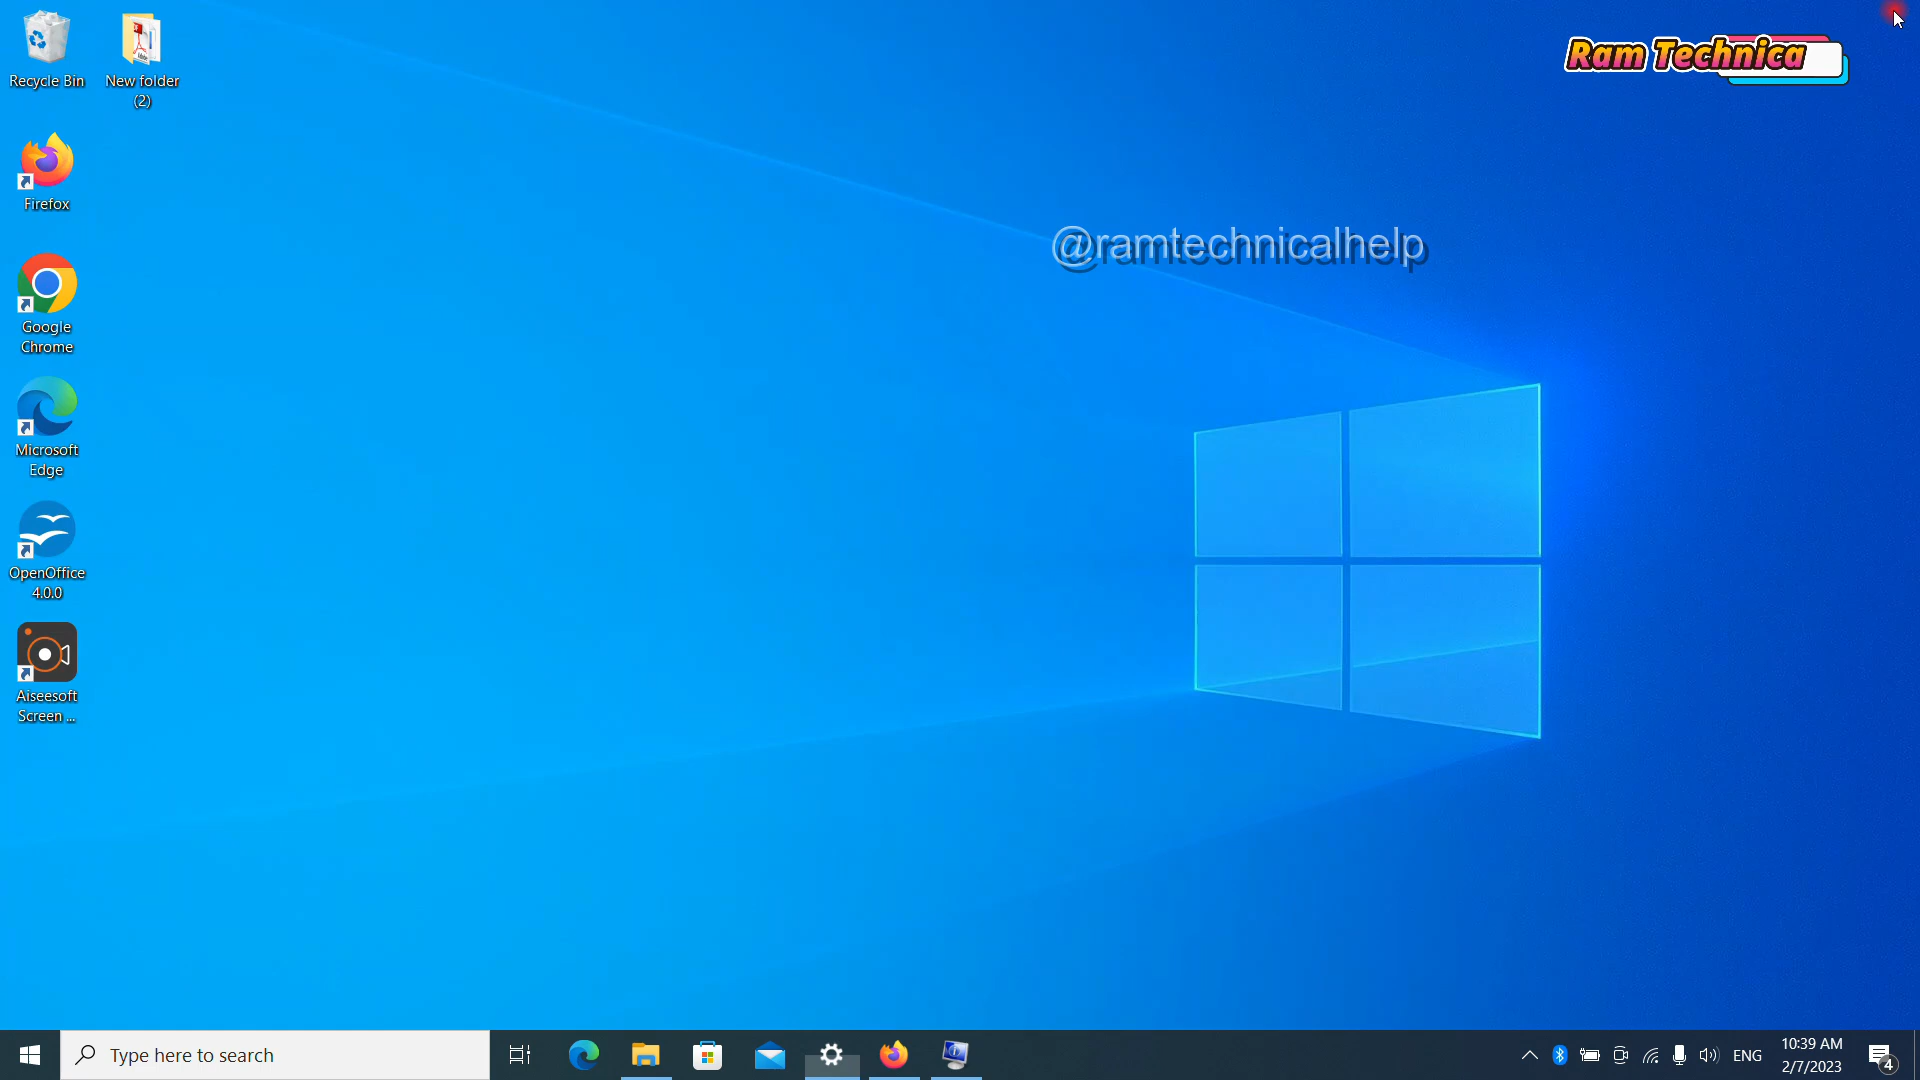 Recycle Bin
New folder
(2)
Ram Technica
Firefox
@ramtechnicalhelp
Google
Chrome
Microsoft
Edge
OpenOffice
4.0.0
Aiseesoft
Screen ...
Type here to search
ENG
10:39 AM
2/7/2023
4